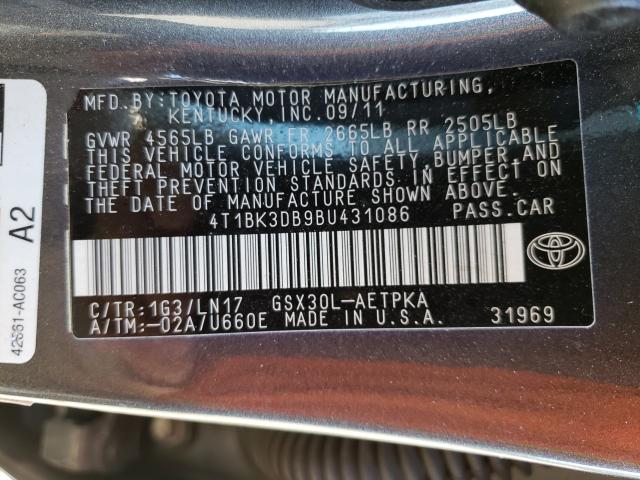 MFD.BY:TOYOTA MOTOR MANUFACTURING,
KENTUCKY,INC.09/11
GVWR 4565LB GAWR FR 2665LB RR 2505LB
THIS VEHICLE CONFORMS TO ALL APPLICABLE
FEDERAL MOTOR VEHICLE SAFETY, BUMPER,AND
THEFT PREVENTION STANDARDS IN EFFECT ON
THE DATE OF MANUFACTURE SHOWN ABOVE.
4T1BK3DB9BU431086 PASS.CAR
C/TR:1G3/LN17 GSX30L-AETPKA
A/TM:-02A/U660E MADE IN U.S.A. 31969
A2
42661-AC063